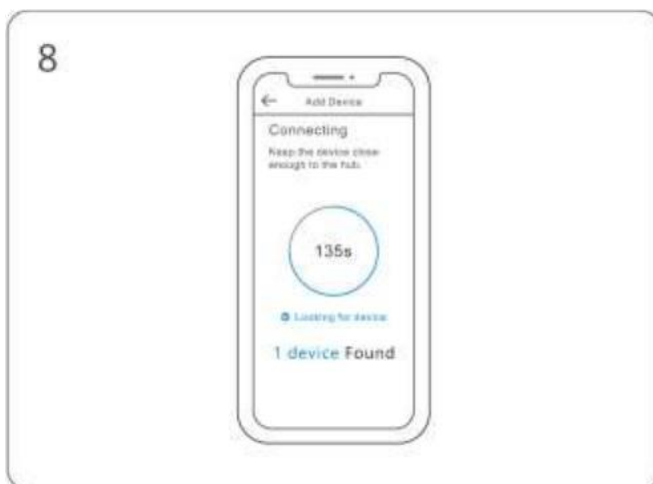 8
Add Device
Connecting
Keep the device close
enough to the hub.
135s
Looking for device
1 device Found